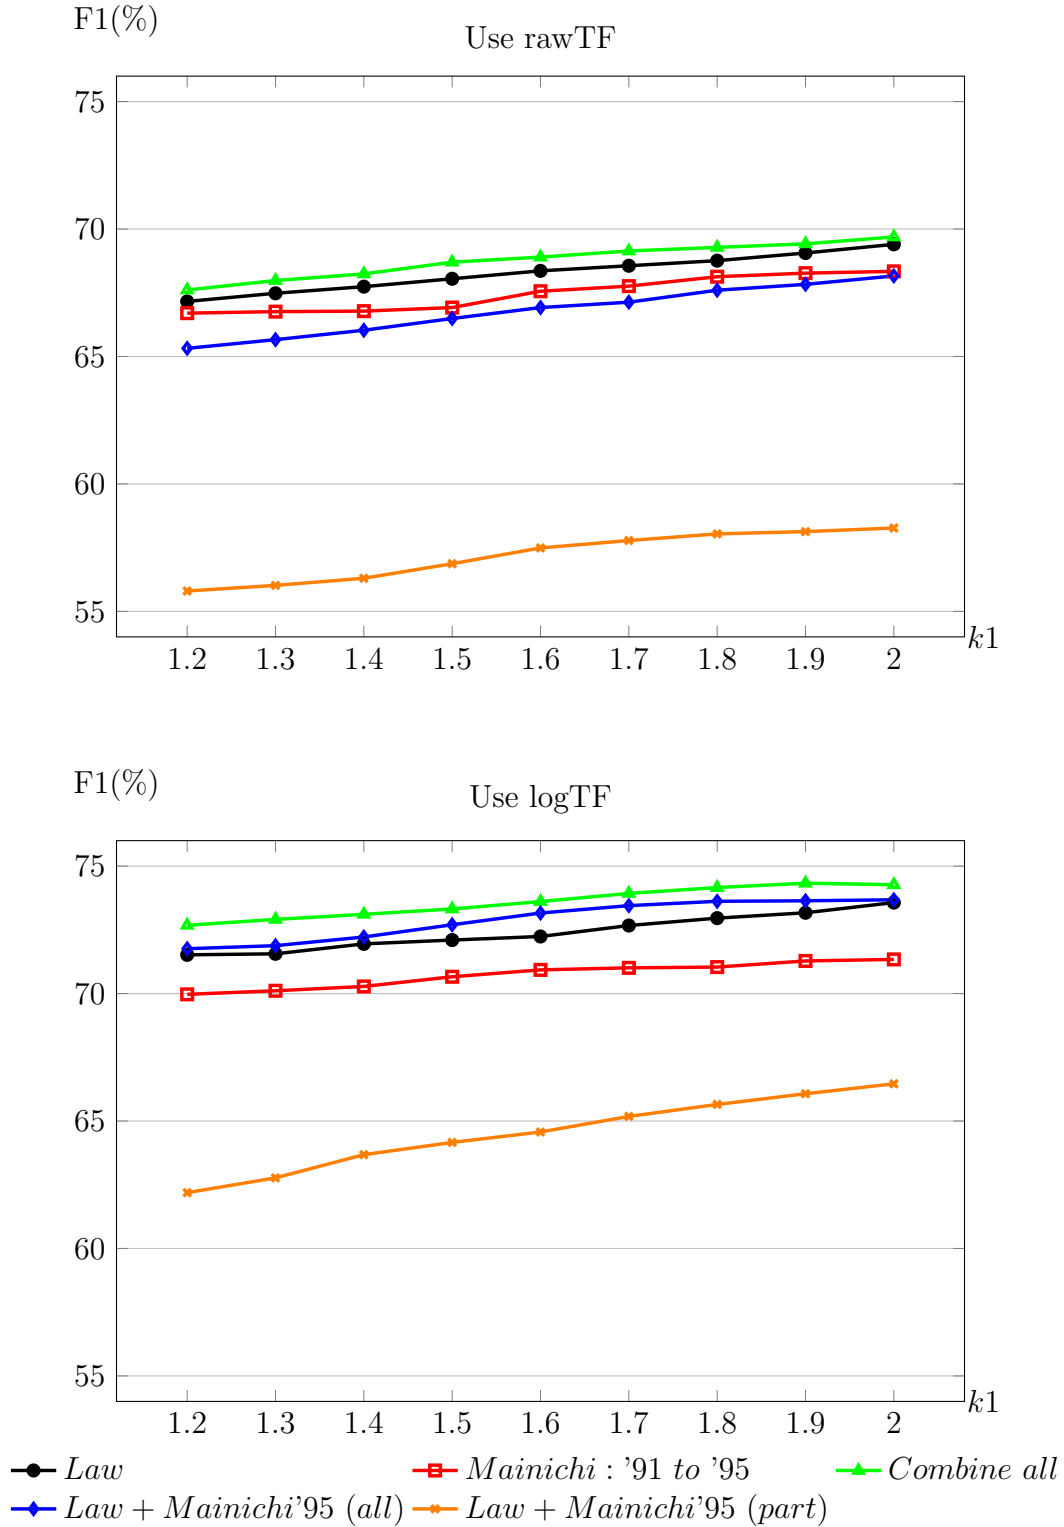 F1(%)
Use rawTF
75
70
65
60
55
1.2 1.3 1.4 1.5 1.6 1.7 1.8 1.9 2
k1
F1(%)
Use logTF
75
70
65
60
55
1.2 1.3 1.4 1.5 1.6 1.7 1.8 1.9 2
k1
Law Mainichi : '91 to '95 Combine all
Law + Mainichi'95 (all) Law + Mainichi'95 (part)